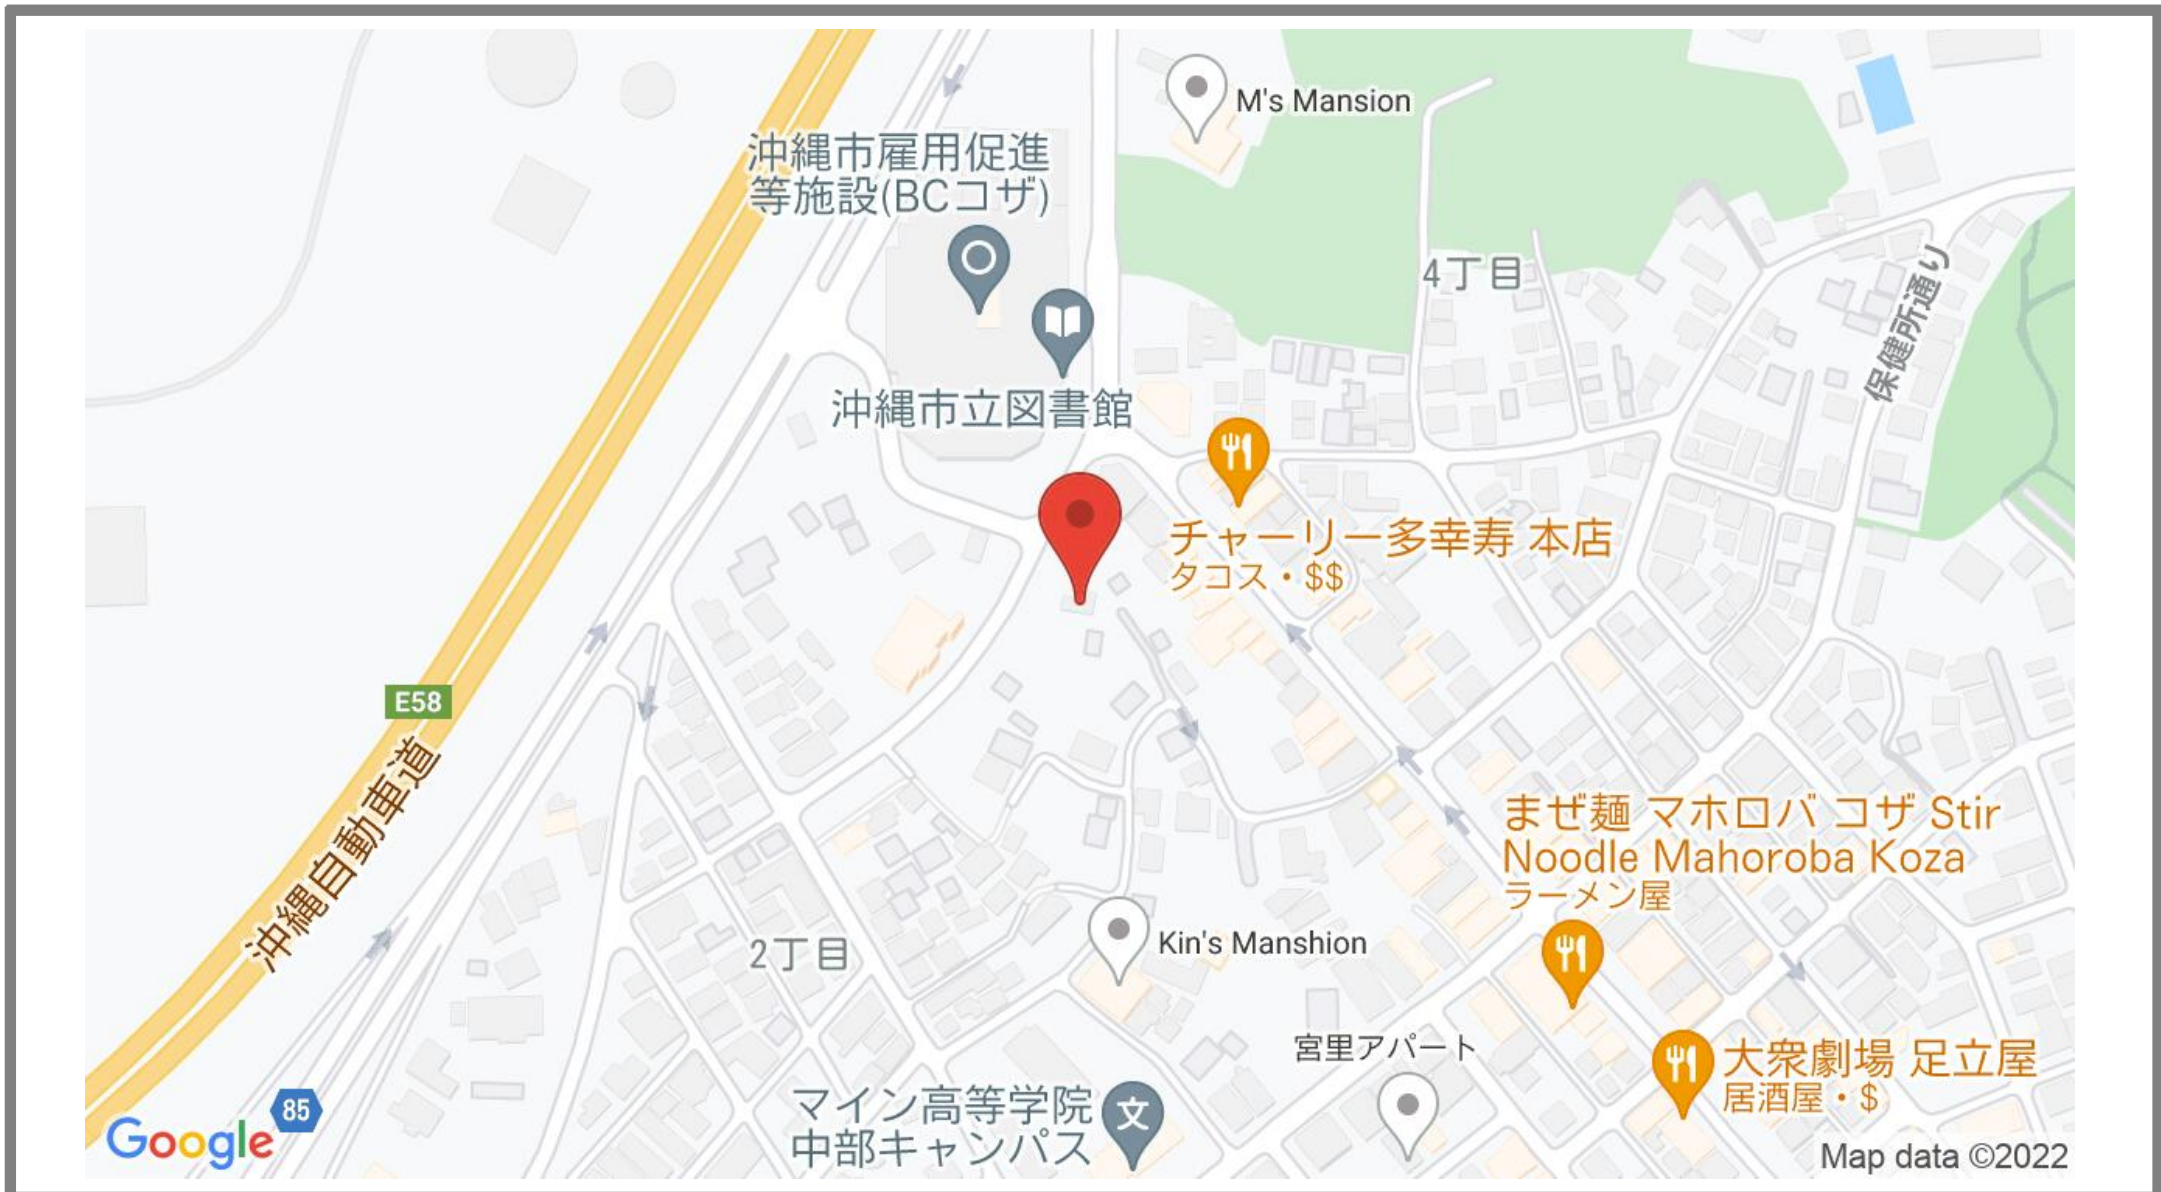 M's Mansion
沖縄市雇用促進
等施設(BCコザ)
4丁目
保健所通り
沖縄市立図書館
チャーリー多幸寿 本店
タコス・$$
E58
沖縄自動車道
まぜ麺 マホロバ コザ Stir
Noodle Mahoroba Koza
ラーメン屋
2丁目
Kin's Manshion
宮里アパート
大衆劇場 足立屋
居酒屋・$
マイン高等学院
中部キャンパス
文
85
Google
Map data ©2022